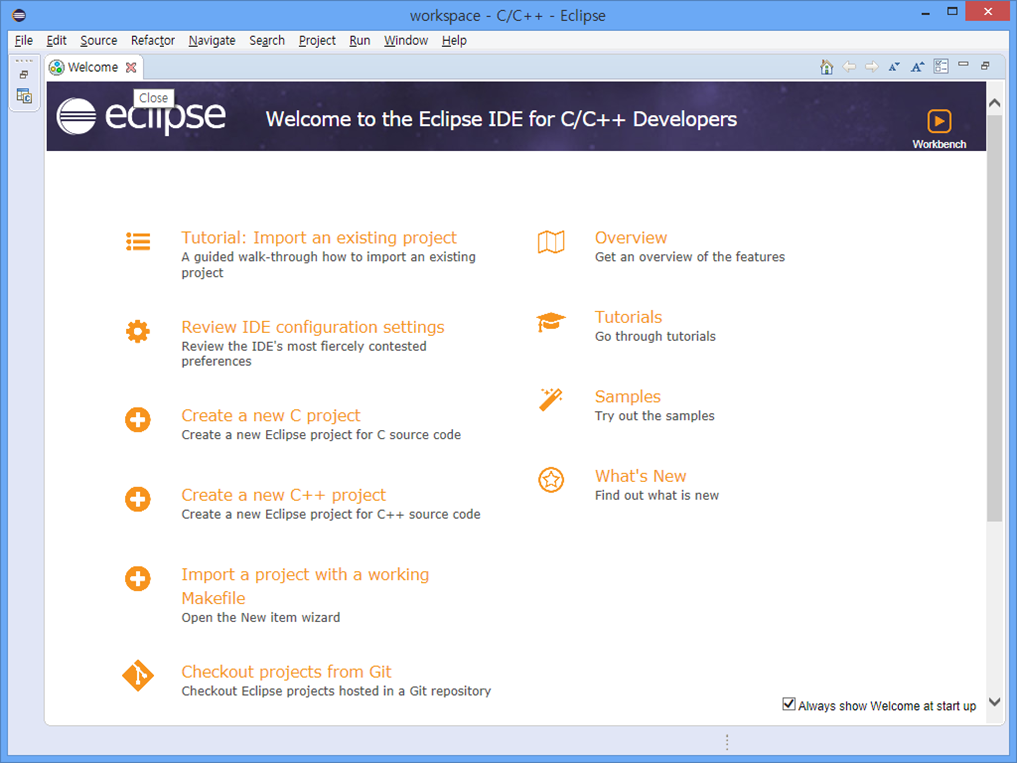 workspace - C/C++ - Eclipse
File Edit Source Refactor Navigate Search Project Run Window Help
Welcome
Close
eclipse
Welcome to the Eclipse IDE for C/C++ Developers
Workbench
Tutorial: Import an existing project
A guided walk-through how to import an existing
project
Review IDE configuration settings
Review the IDE's most fiercely contested
preferences
Create a new C project
Create a new Eclipse project for C source code
Create a new C++ project
Create a new Eclipse project for C++ source code
Import a project with a working
Makefile
Open the New item wizard
Checkout projects from Git
Checkout Eclipse projects hosted in a Git repository
Overview
Get an overview of the features
Tutorials
Go through tutorials
Samples
Try out the samples
What's New
Find out what is new
Always show Welcome at start up